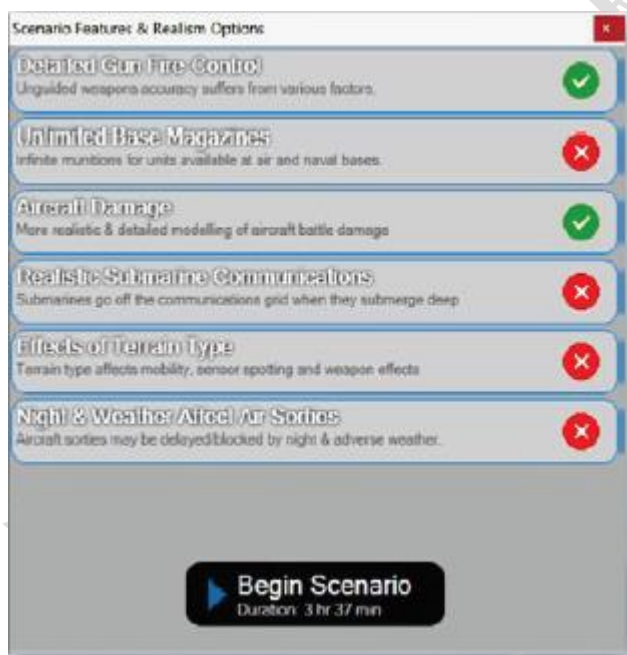 Scenario Features & Realism Options
Detailed Gun Fire Control
Unguided weapons accuracy suffers from various factors.
Unlimited Base Magazines
Infinite munitions for units available at air and naval bases.
Aircraft Damage
More realistic & detailed modelling of aircraft battle damage
Realistic Submarine Communications
Submarines go off the communications grid when they submerge deep
Effects of Terrain Type
Terrain type affects mobility, sensor spotting and weapon effects
Night & Weather Affect Air Sorties
Aircraft sorties may be delayed/blocked by night & adverse weather.
Begin Scenario
Duration: 3 hr 37 min